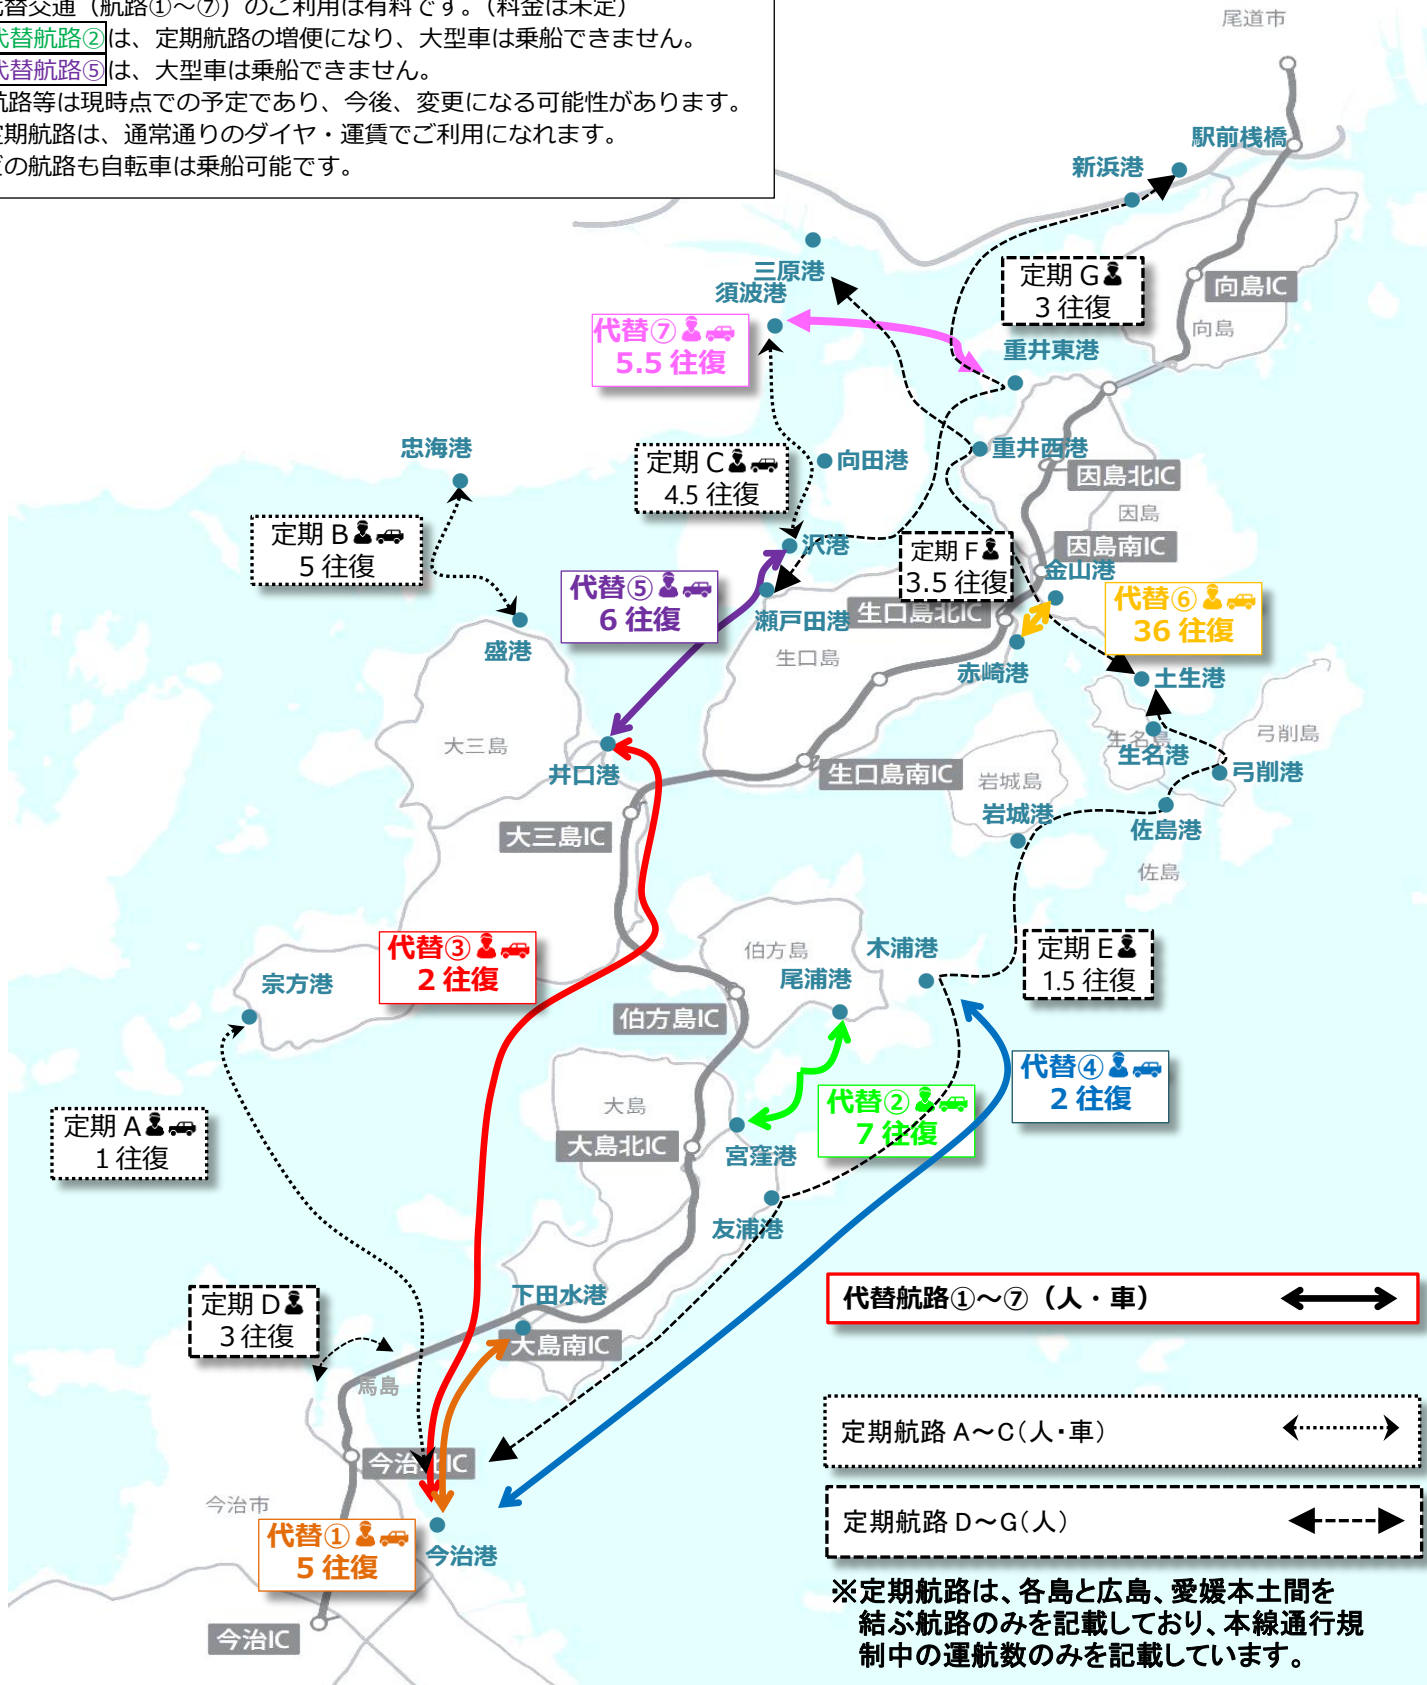 代替交通（航路①～⑦）のご利用は有料です。（料金は未定）
代替航路②は、定期航路の増便になり、大型車は乗船できません。
代替航路⑤は、大型車は乗船できません。
航路等は現時点での予定であり、今後、変更になる可能性があります。
定期航路は、通常通りのダイヤ・運賃でご利用になれます。
どの航路も自転車は乗船可能です。
尾道市
駅前桟橋
新浜港
三原港
須波港
定期 G
3 往復
向島IC
向島
代替⑦
5.5 往復
重井東港
忠海港
定期 C
4.5 往復
向田港
重井西港
因島北IC
因島
定期 B
5 往復
沢港
定期 F
3.5 往復
因島南IC
金山港
代替⑤
6 往復
瀬戸田港
生口島北IC
代替⑥
36 往復
盛港
生口島
赤崎港
土生港
大三島
井口港
生口島南IC
岩城島
生名島
生名港
弓削島
弓削港
大三島IC
岩城港
佐島港
佐島
代替③
2 往復
伯方島
木浦港
定期 E
1.5 往復
宗方港
尾浦港
伯方島IC
代替④
2 往復
大島
代替②
7 往復
定期 A
1 往復
大島北IC
宮窪港
友浦港
定期 D
3 往復
下田水港
大島南IC
代替航路①～⑦（人・車）
馬島
定期航路 A～C(人・車)
今治北IC
今治市
定期航路 D～G(人)
代替①
5 往復
今治港
※定期航路は、各島と広島、愛媛本土間を
結ぶ航路のみを記載しており、本線通行規
制中の運航数のみを記載しています。
今治IC